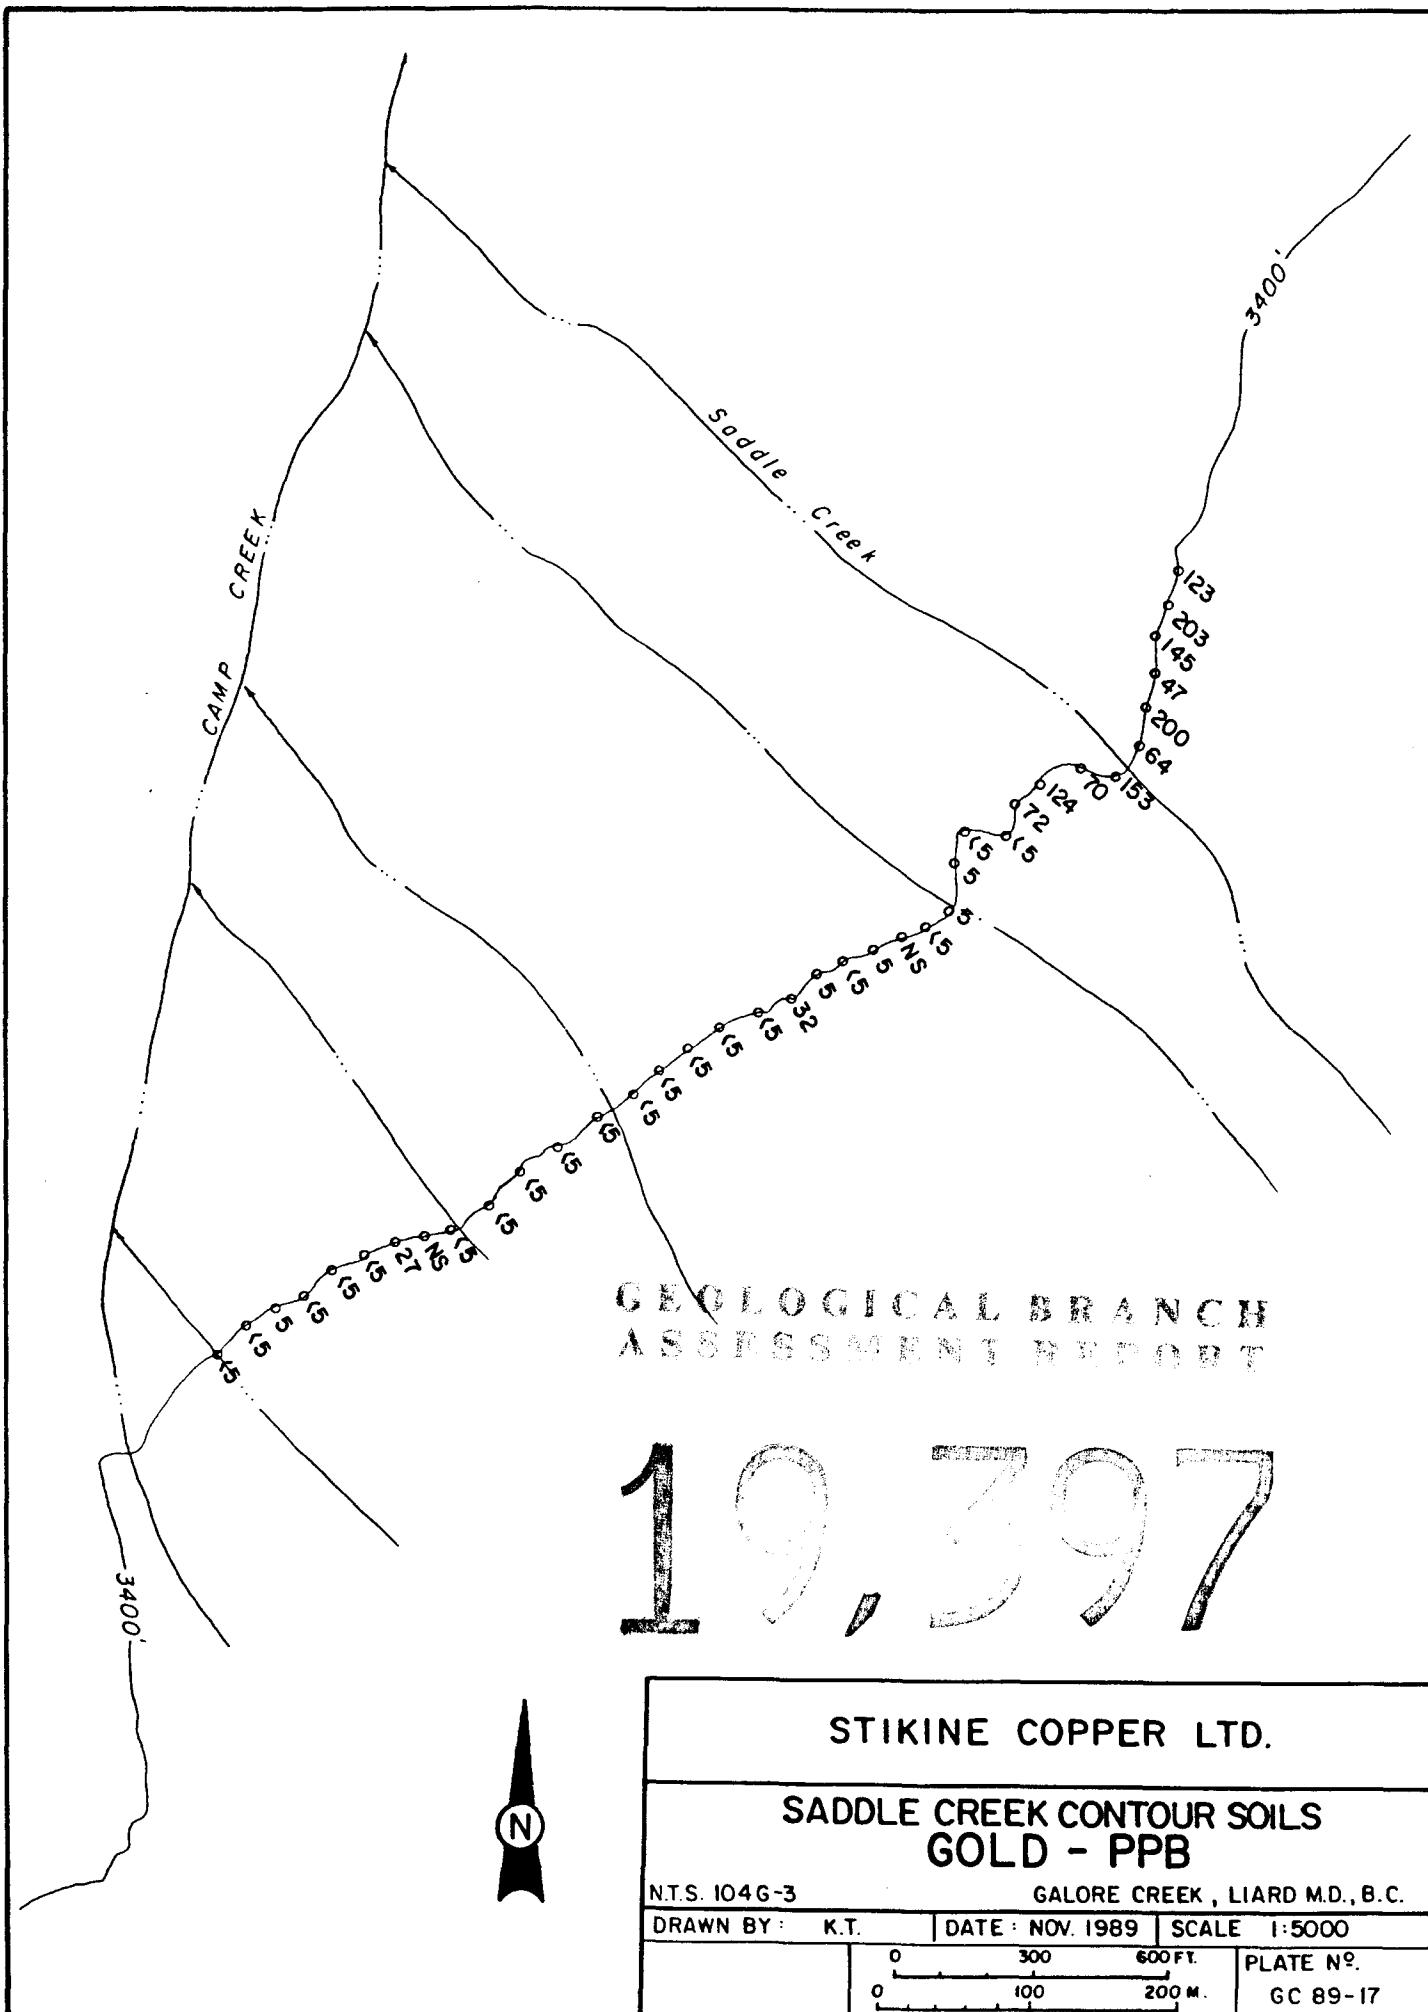 3400'
Saddle Creek
CAMP CREEK
123
203
145
47
200
64
153
70
124
72
<5
<5
5
5
<5
NS
5
<5
5
32
<5
<5
<5
<5
<5
<5
<5
<5
<5
<5
NS
27
<5
<5
<5
5
<5
<5
GEOLOGICAL BRANCH
ASSESSMENT REPORT
19,397
3400'
N
STIKINE COPPER LTD.
SADDLE CREEK CONTOUR SOILS
GOLD - PPB
N.T.S. 104G-3 GALORE CREEK, LIARD M.D., B.C.
DRAWN BY: K.T. DATE: NOV. 1989 SCALE 1:5000
0 300 600 FT.
0 100 200 M.
PLATE Nº.
GC 89-17